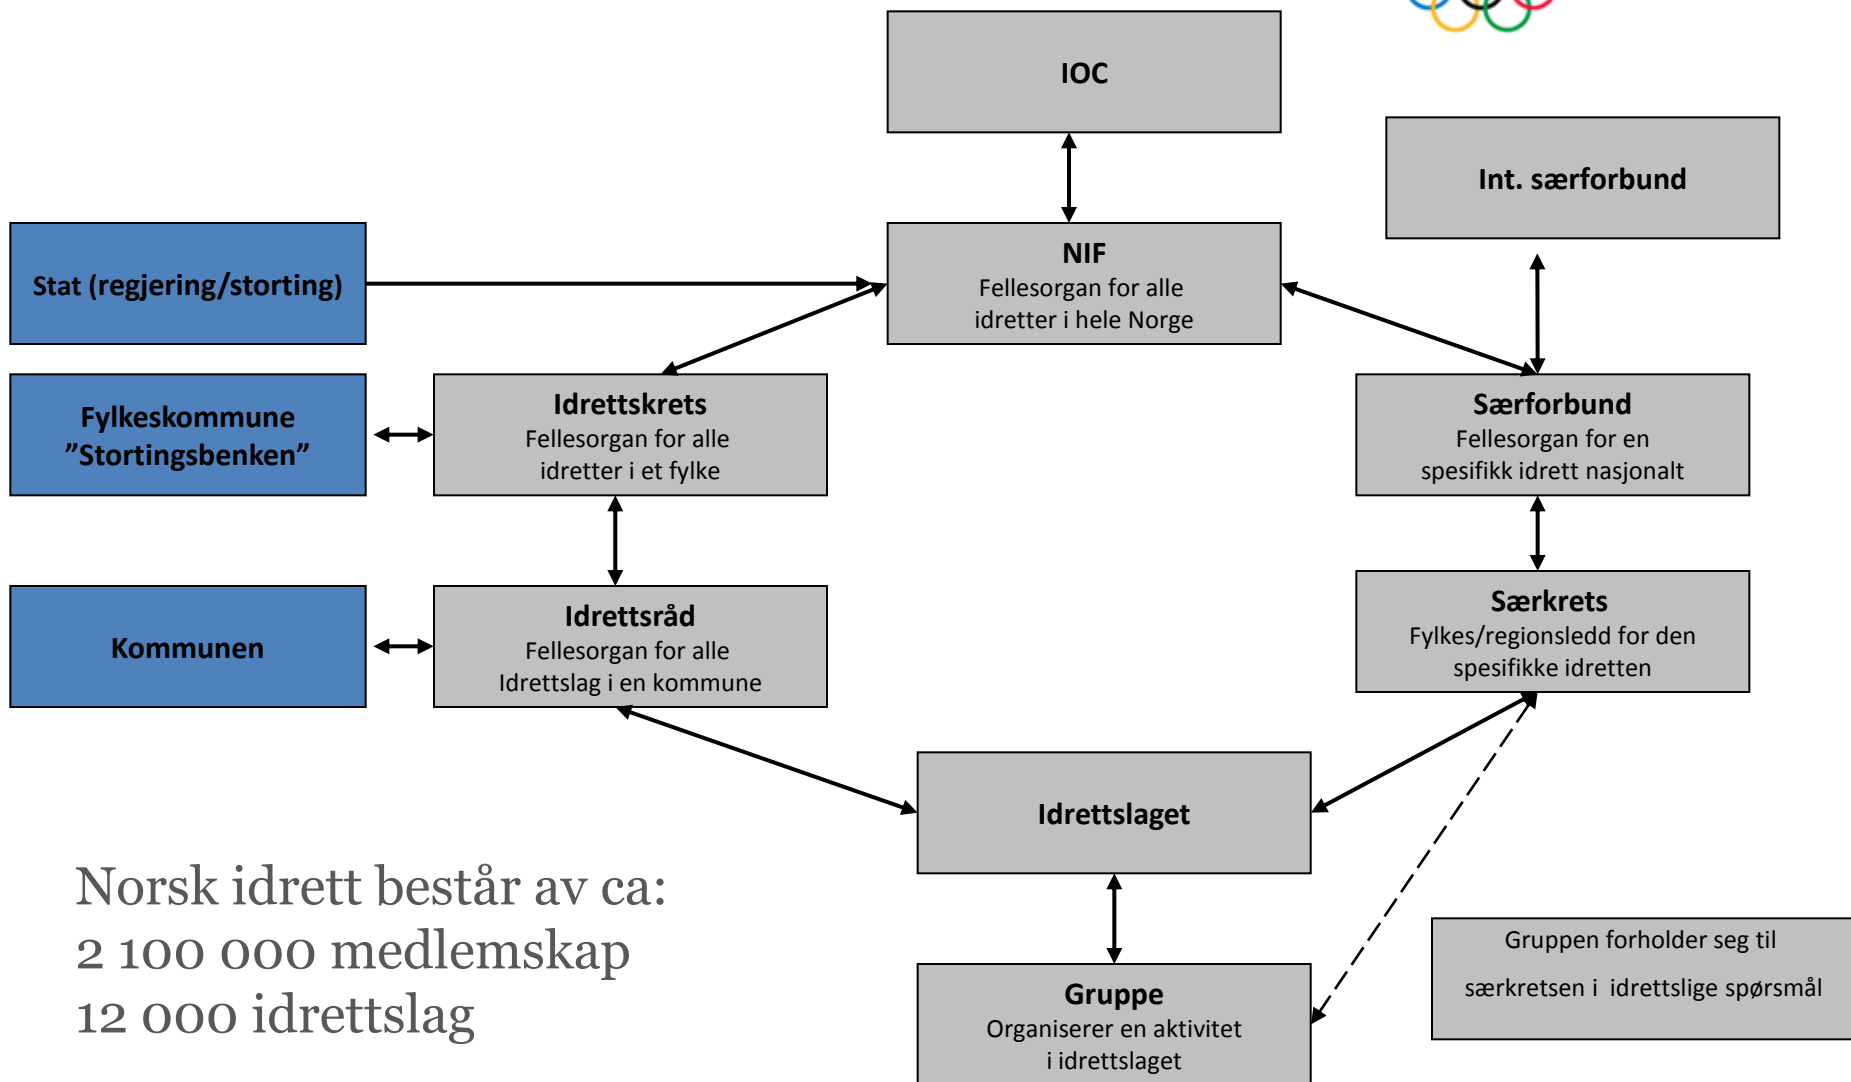 IOC
Int. særforbund
Stat (regjering/storting)
NIF
Fellesorgan for alle
idretter i hele Norge
Fylkeskommune
”Stortingsbenken”
Idrettskrets
Fellesorgan for alle
idretter i et fylke
Særforbund
Fellesorgan for en
spesifikk idrett nasjonalt
Kommunen
Idrettsråd
Fellesorgan for alle
Idrettslag i en kommune
Særkrets
Fylkes/regionsledd for den
spesifikke idretten
Idrettslaget
Norsk idrett består av ca:
2 100 000 medlemskap
12 000 idrettslag
Gruppe
Organiserer en aktivitet
i idrettslaget
Gruppen forholder seg til
særkretsen i idrettslige spørsmål